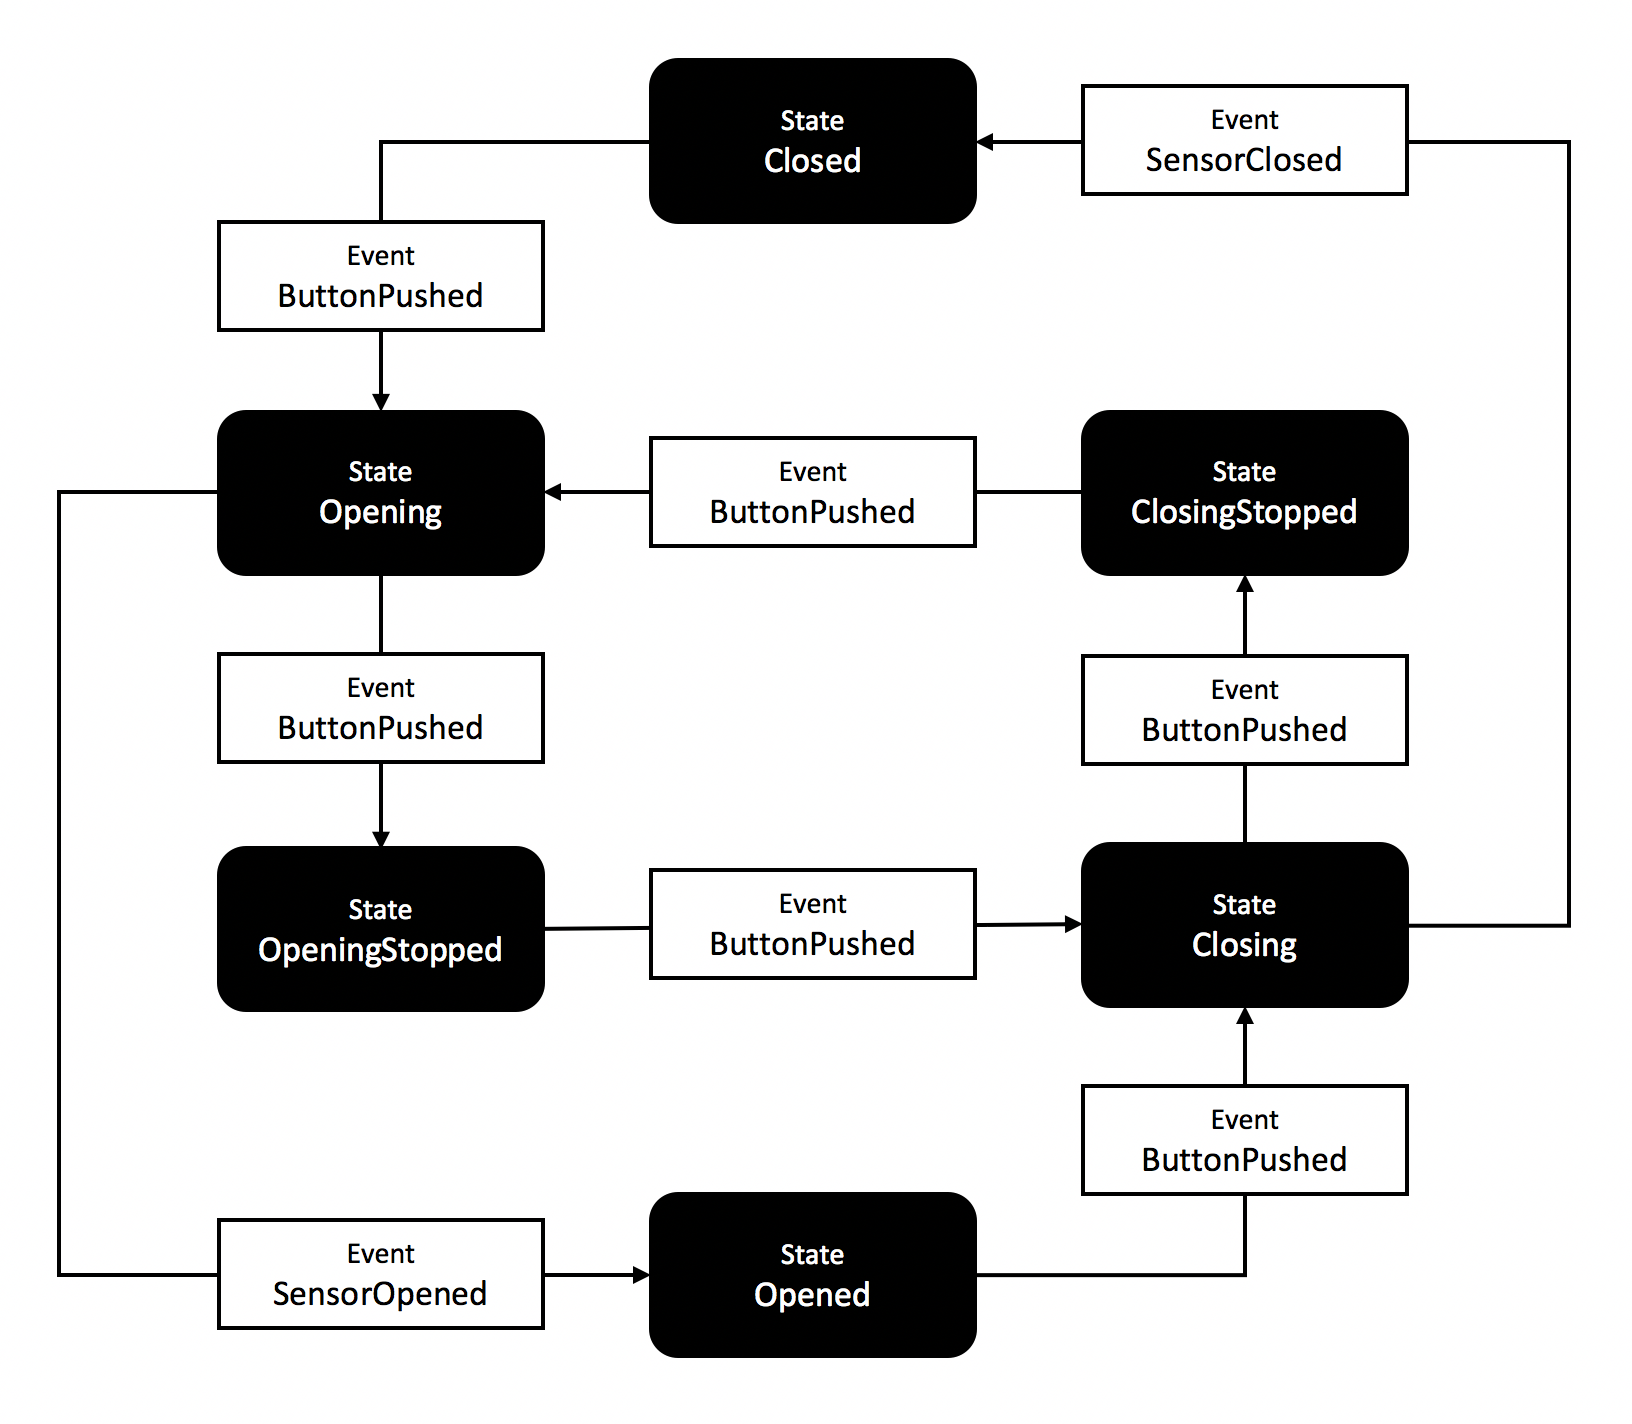 State
Closed
Event
SensorClosed
Event
ButtonPushed
State
Opening
Event
ButtonPushed
State
ClosingStopped
Event
ButtonPushed
Event
ButtonPushed
State
OpeningStopped
Event
ButtonPushed
State
Closing
Event
ButtonPushed
Event
SensorOpened
State
Opened